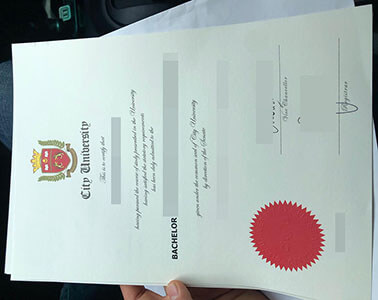 City University
This is to certify that
having pursued the course of study prescribed in the University
having satisfied the statutory requirements
has been duly admitted to the
BACHELOR
given under the common seal of City University
by direction of the Senate
Vice Chancellor
Registrar